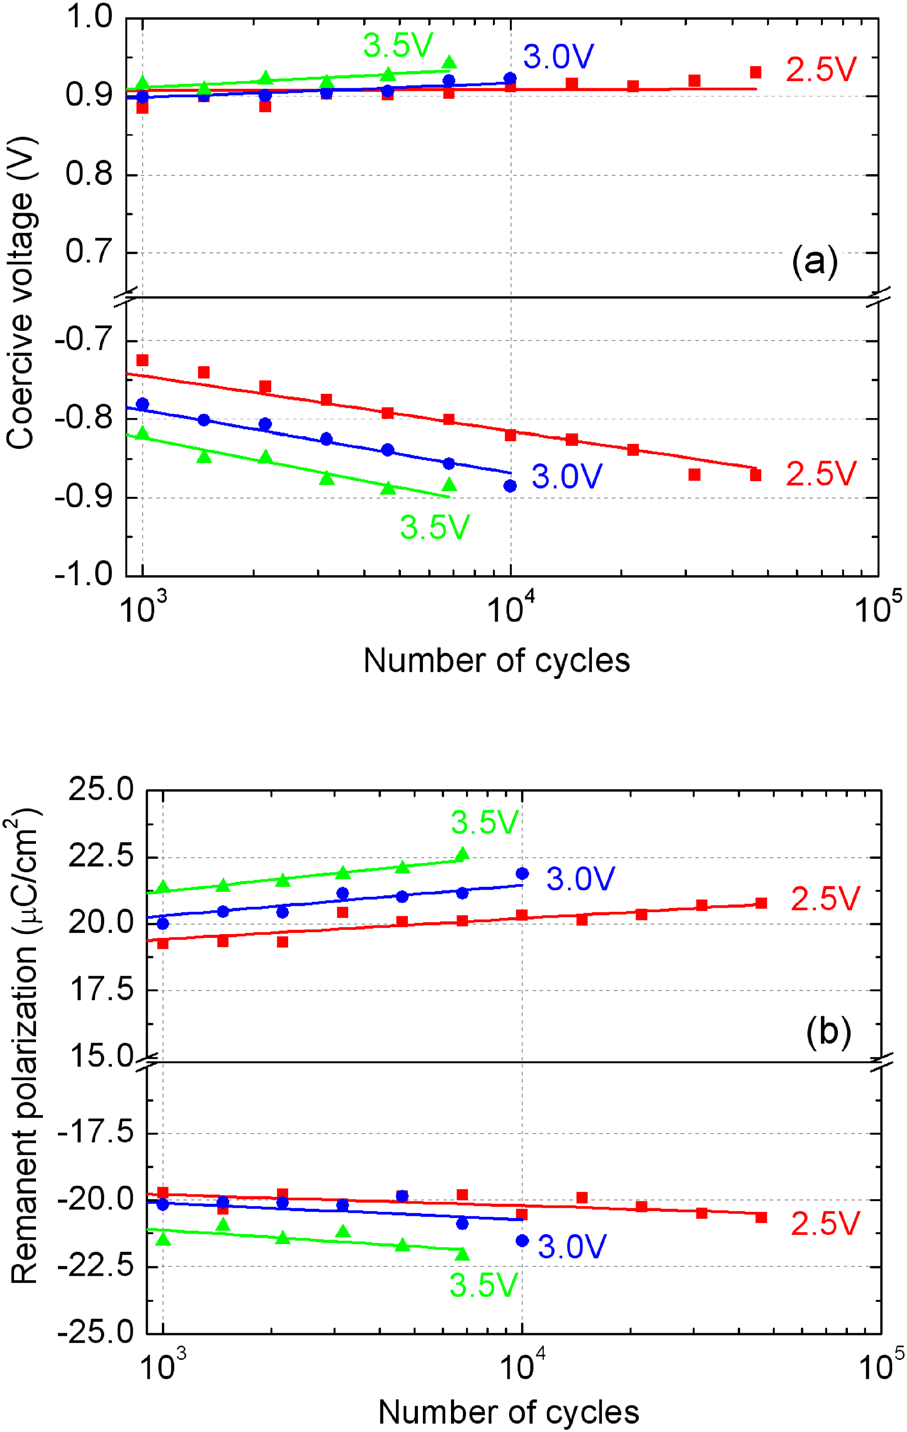 1.0
3.5V
3.0V
2.5V
0.9
0.8
0.7
(a)
Coercive voltage (V)
-0.7
-0.8
3.0V
2.5V
-0.9
3.5V
-1.0
10³ 10⁴ 10⁵
Number of cycles
25.0
3.5V
22.5
3.0V
2.5V
20.0
17.5
(b)
15.0
Remanent polarization (μC/cm²)
-17.5
-20.0
2.5V
3.0V
-22.5
3.5V
-25.0
10³ 10⁴ 10⁵
Number of cycles